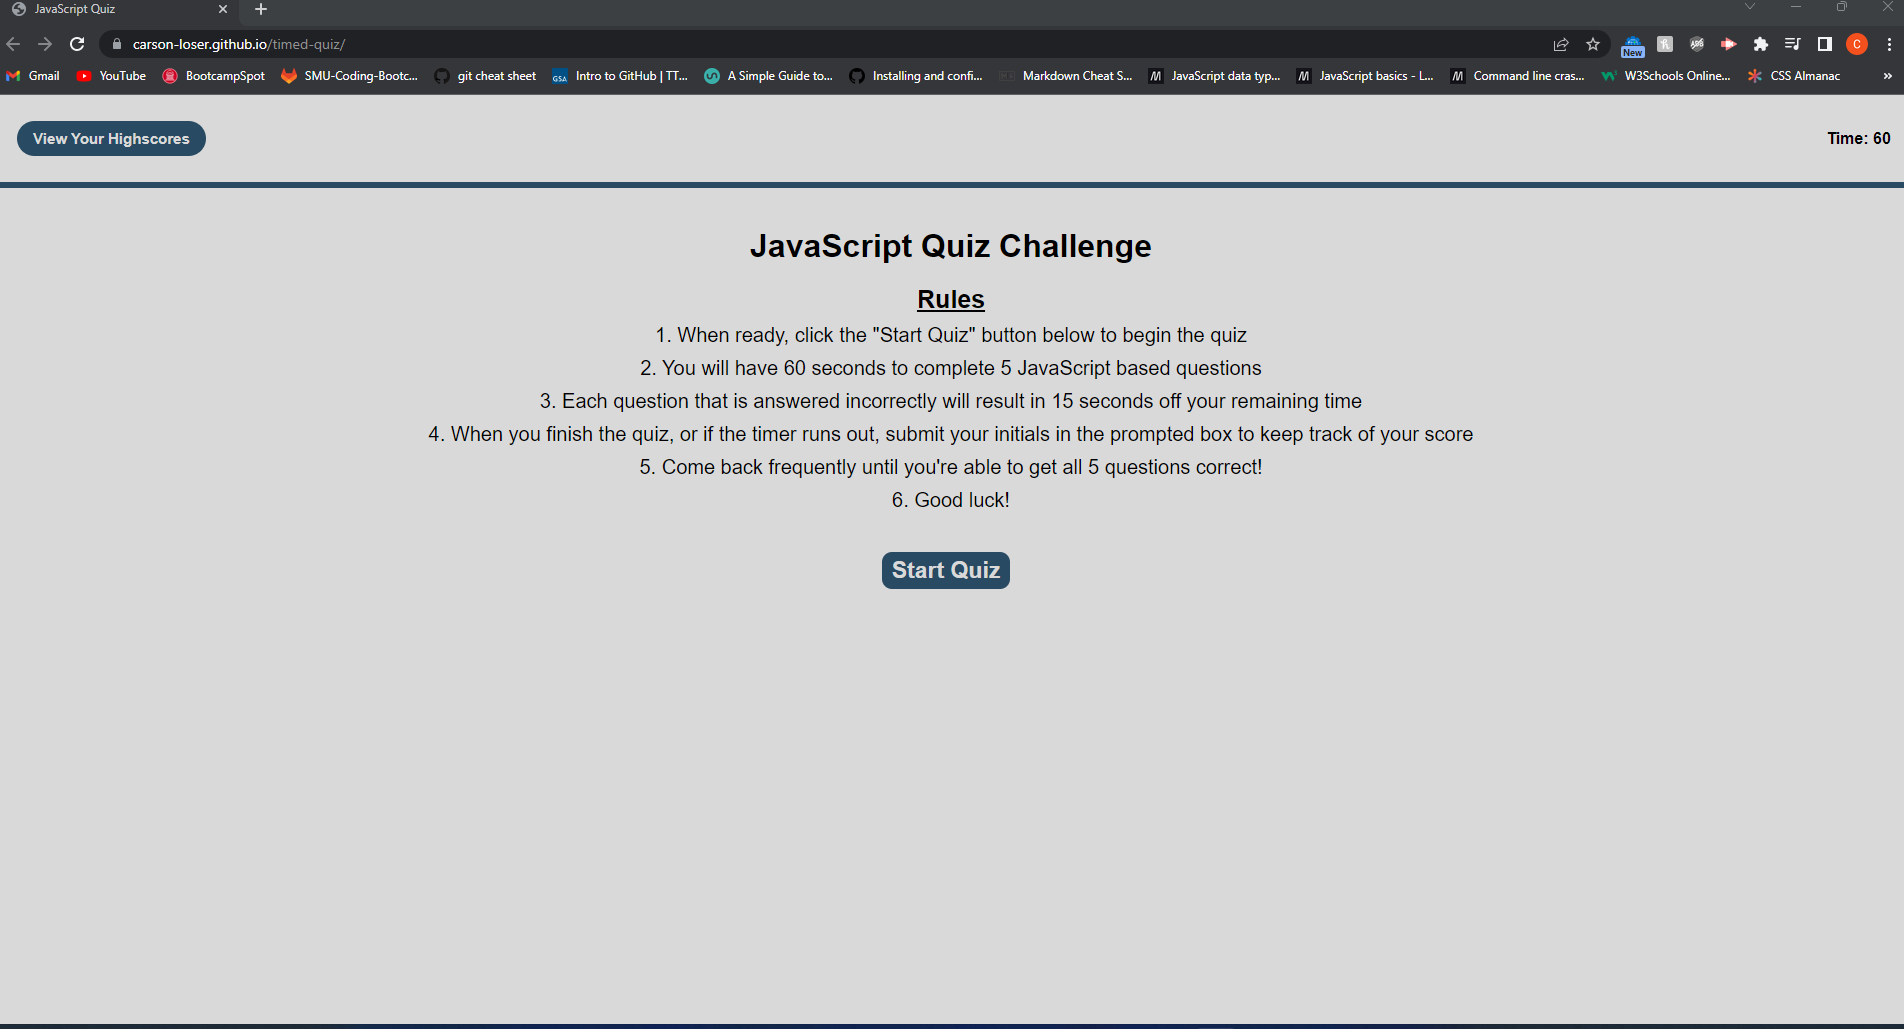 JavaScript Quiz
carson-loser.github.io/timed-quiz/
New
C
Gmail YouTube BootcampSpot SMU-Coding-Bootc... git cheat sheet GSA Intro to GitHub | TT... A Simple Guide to... Installing and confi... Markdown Cheat S... JavaScript data typ... JavaScript basics - L... Command line cras... W3Schools Online... CSS Almanac »
View Your Highscores
Time: 60
JavaScript Quiz Challenge
Rules
1. When ready, click the "Start Quiz" button below to begin the quiz
2. You will have 60 seconds to complete 5 JavaScript based questions
3. Each question that is answered incorrectly will result in 15 seconds off your remaining time
4. When you finish the quiz, or if the timer runs out, submit your initials in the prompted box to keep track of your score
5. Come back frequently until you're able to get all 5 questions correct!
6. Good luck!
Start Quiz